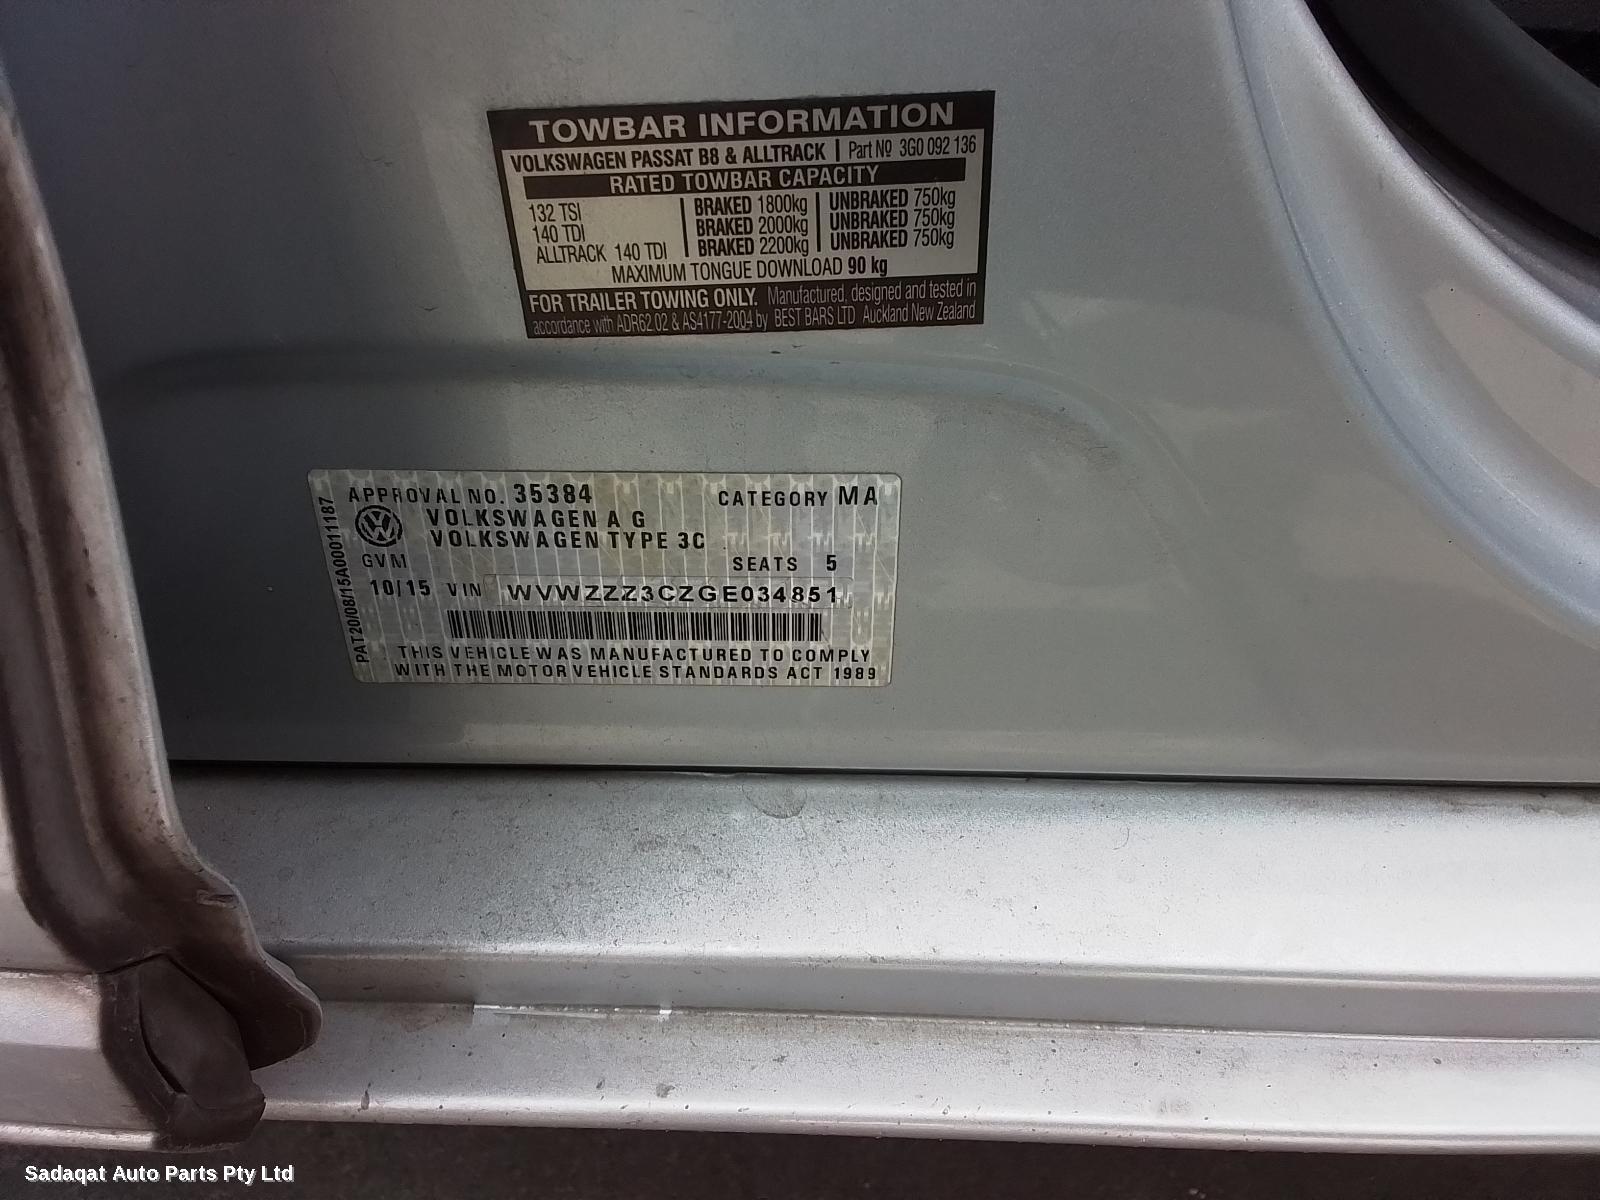 TOWBAR INFORMATION
VOLKSWAGEN PASSAT B8 & ALLTRACK | Part Nº 3G0 092 136
RATED TOWBAR CAPACITY
132 TSI | BRAKED 1800kg | UNBRAKED 750kg
140 TDI | BRAKED 2000kg | UNBRAKED 750kg
ALLTRACK 140 TDI | BRAKED 2200kg | UNBRAKED 750kg
MAXIMUM TONGUE DOWNLOAD 90 kg
FOR TRAILER TOWING ONLY. Manufactured, designed and tested in
accordance with ADR62.02 & AS4177-2004 by BEST BARS LTD Auckland New Zealand
PAT20/08/15A00011187
APPROVAL NO. 35384 CATEGORY MA
VOLKSWAGEN A G
VOLKSWAGEN TYPE 3C
GVM SEATS 5
10/15 VIN WVWZZZ3CZGE034851
THIS VEHICLE WAS MANUFACTURED TO COMPLY
WITH THE MOTOR VEHICLE STANDARDS ACT 1989
Sadaqat Auto Parts Pty Ltd